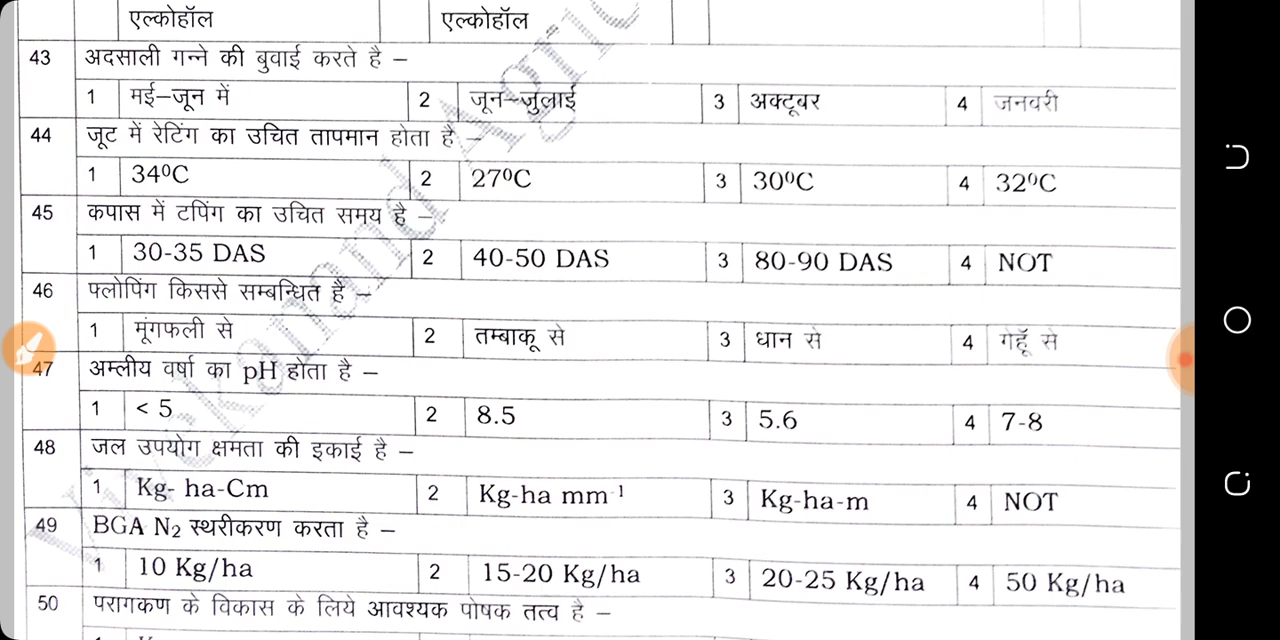 एल्कोहॉल एल्कोहॉल
43 अदसाली गन्ने की बुवाई करते है –
1 मई–जून में 2 जून–जुलाई 3 अक्टूबर 4 जनवरी
44 जूट में रेटिंग का उचित तापमान होता है –
1 34⁰C 2 27⁰C 3 30⁰C 4 32⁰C
45 कपास में टपिंग का उचित समय है –
1 30-35 DAS 2 40-50 DAS 3 80-90 DAS 4 NOT
46 फ्लोपिंग किससे सम्बन्धित है –
1 मूंगफली से 2 तम्बाकू से 3 धान से 4 गेहूँ से
47 अम्लीय वर्षा का pH होता है –
1 < 5 2 8.5 3 5.6 4 7-8
48 जल उपयोग क्षमता की इकाई है –
1 Kg- ha-Cm 2 Kg-ha mm⁻¹ 3 Kg-ha-m 4 NOT
49 BGA N₂ स्थरीकरण करता है –
1 10 Kg/ha 2 15-20 Kg/ha 3 20-25 Kg/ha 4 50 Kg/ha
50 परागकण के विकास के लिये आवश्यक पोषक तत्व है –